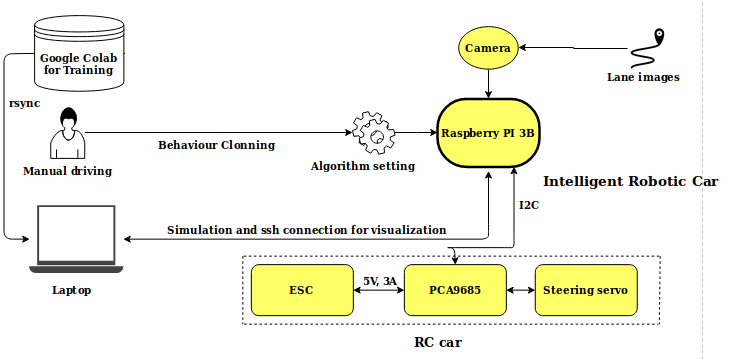 Google Colab
for Training
Camera
Lane images
rsync
Raspberry PI 3B
Behaviour Clonning
Algorithm setting
Manual driving
Intelligent Robotic Car
I2C
Simulation and ssh connection for visualization
Laptop
ESC
5V, 3A
PCA9685
Steering servo
RC car